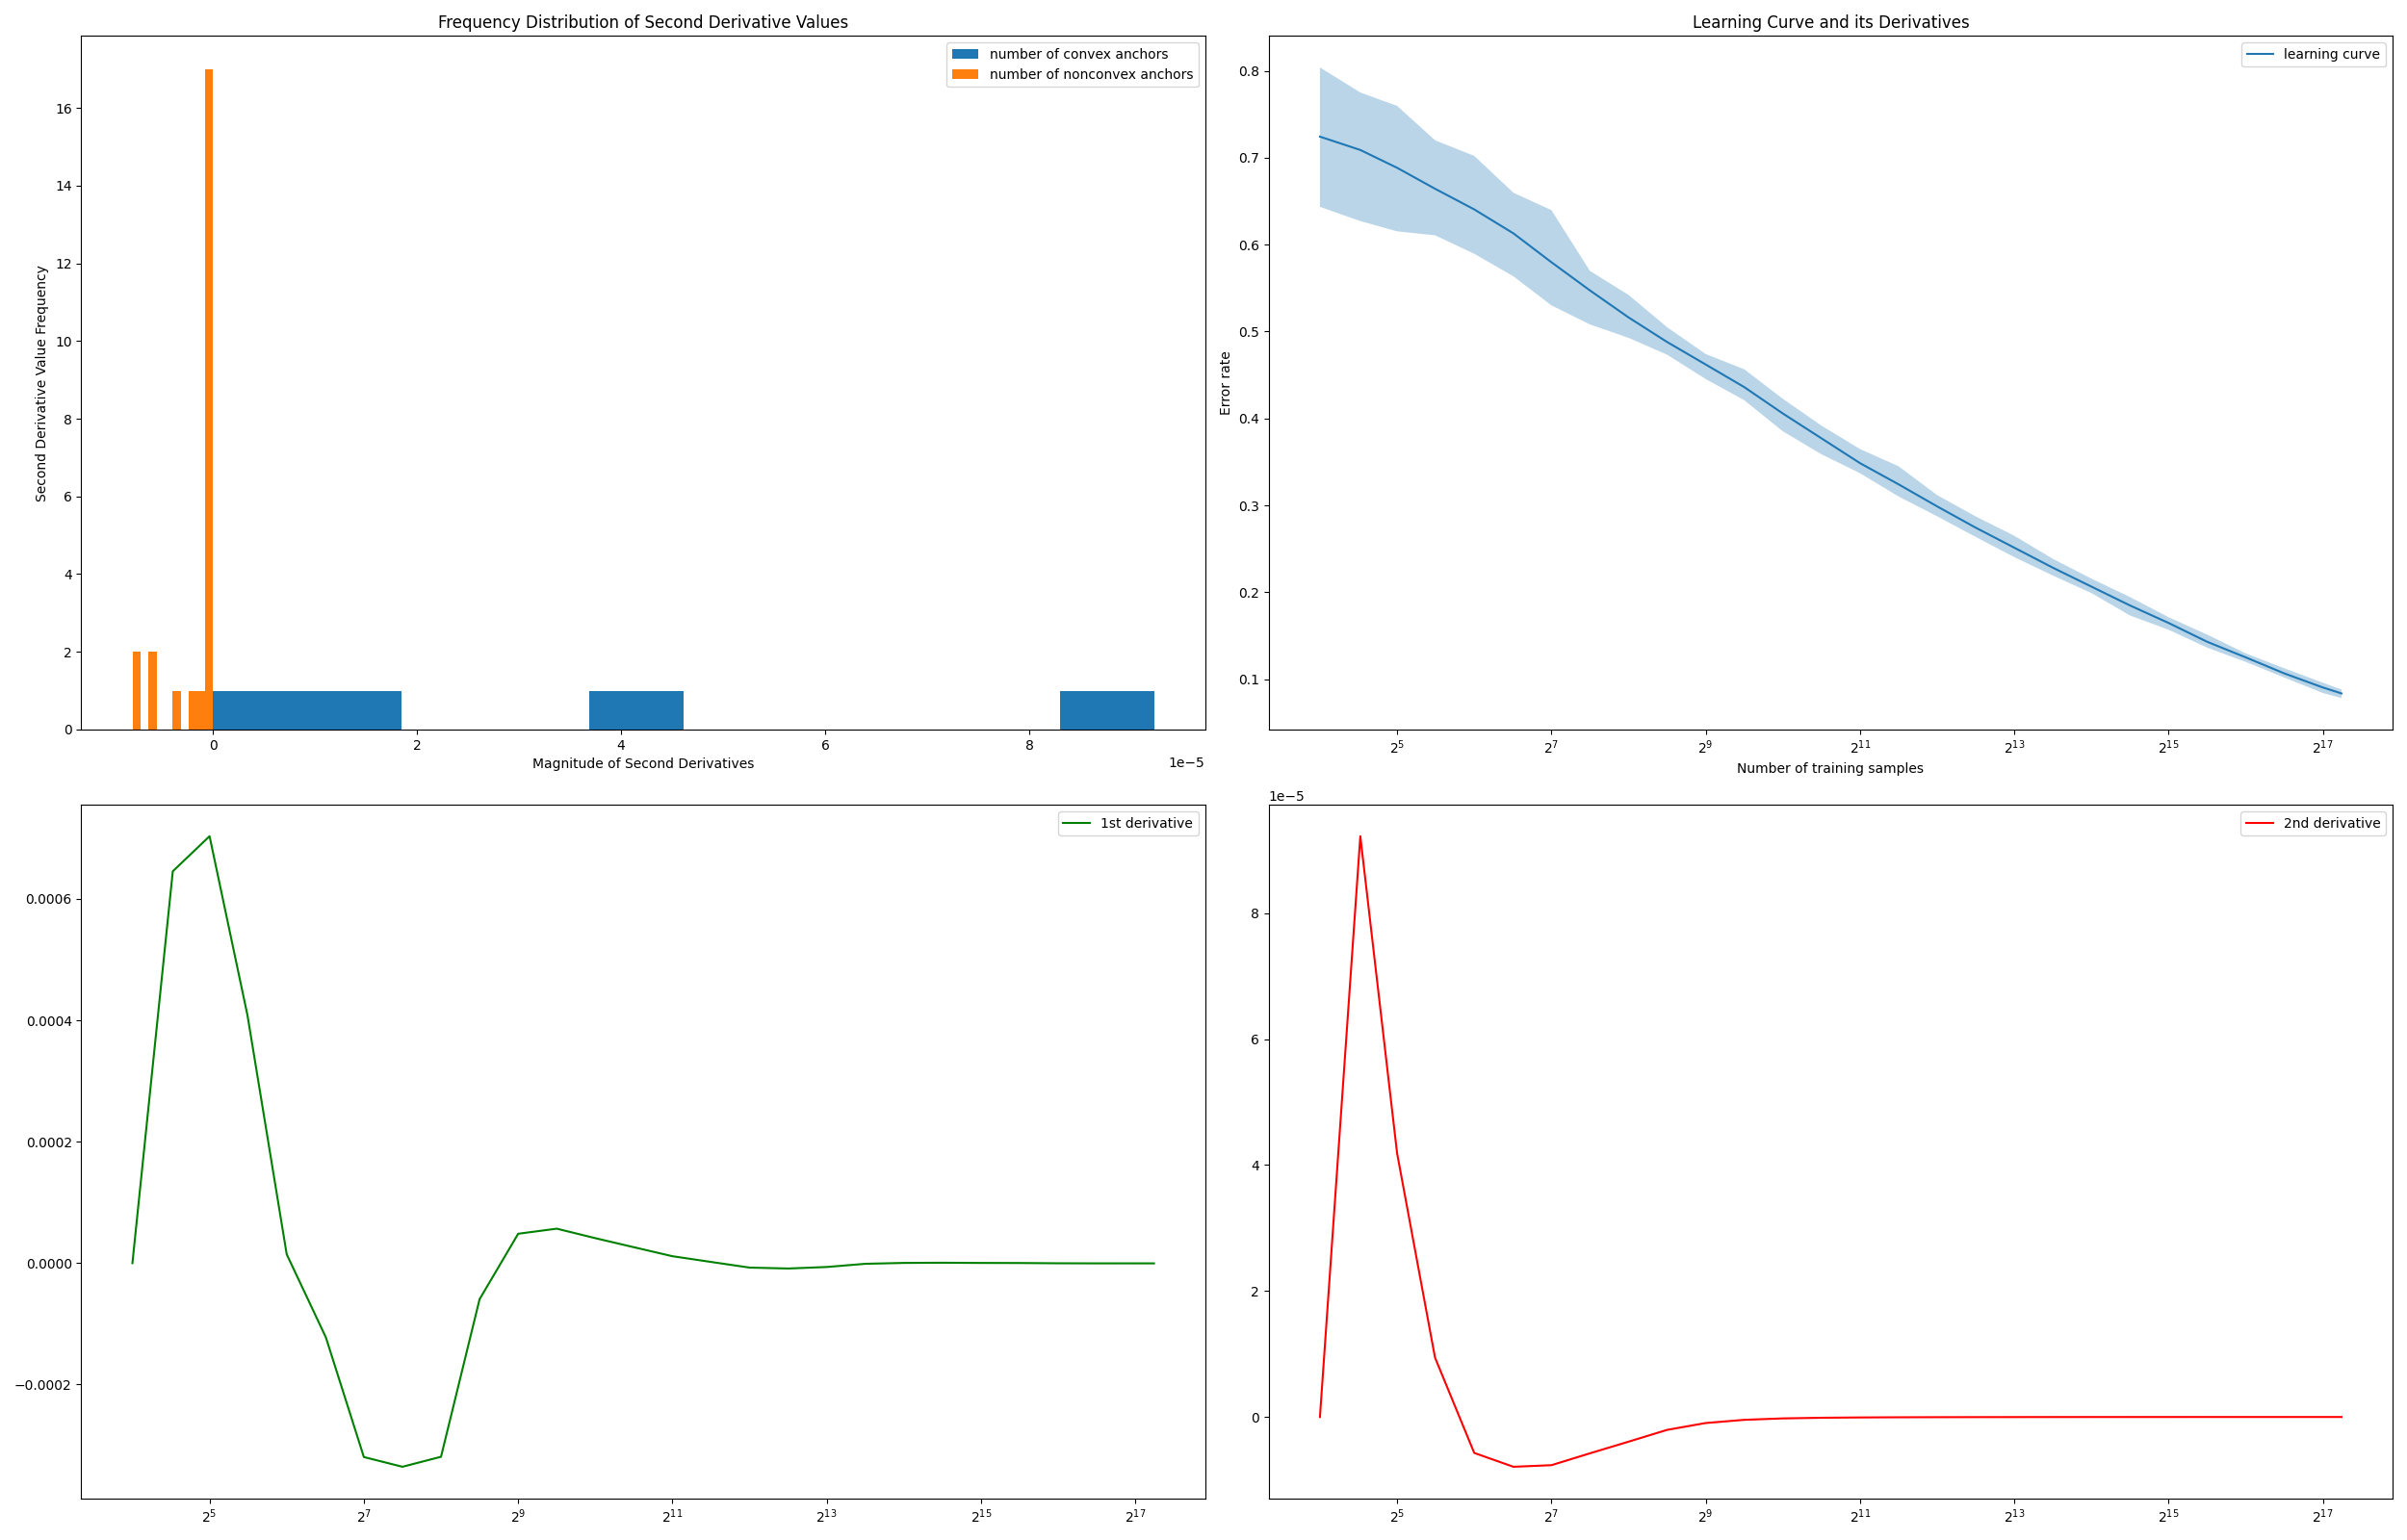 Frequency Distribution of Second Derivative Values
number of convex anchors
number of nonconvex anchors
Second Derivative Value Frequency
16
14
12
10
8
6
4
2
0
0 2 4 6 8
1e−5
Magnitude of Second Derivatives
Learning Curve and its Derivatives
learning curve
Error rate
0.8
0.7
0.6
0.5
0.4
0.3
0.2
0.1
2^5 2^7 2^9 2^11 2^13 2^15 2^17
Number of training samples
1st derivative
0.0006
0.0004
0.0002
0.0000
−0.0002
2^5 2^7 2^9 2^11 2^13 2^15 2^17
1e−5
2nd derivative
8
6
4
2
0
2^5 2^7 2^9 2^11 2^13 2^15 2^17